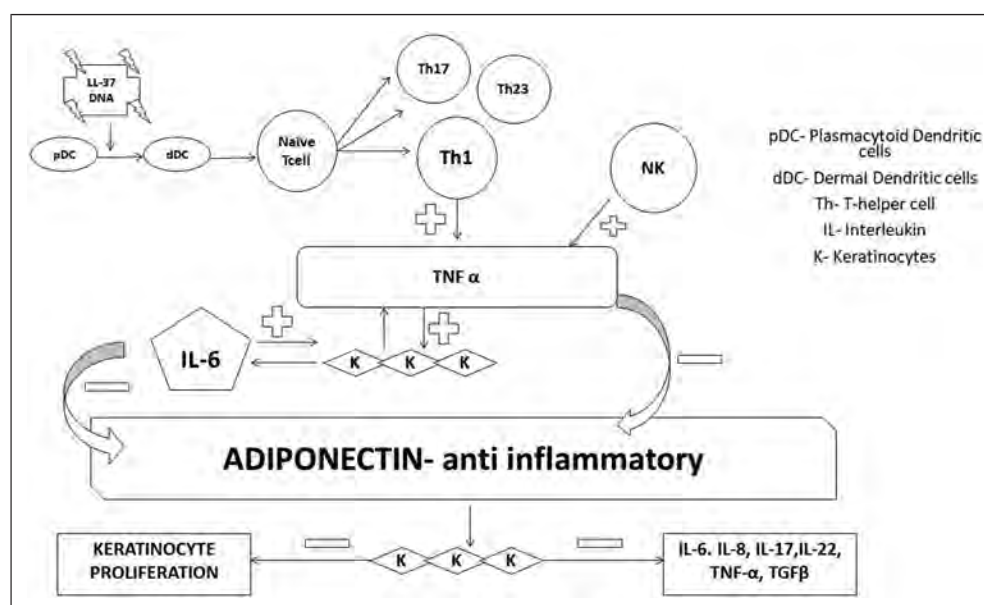 LL-37
DNA
pDC
dDC
Naïve
Tcell
Th17
Th23
Th1
NK
pDC- Plasmacytoid Dendritic
cells
dDC- Dermal Dendritic cells
Th- T-helper cell
IL- Interleukin
K- Keratinocytes
TNF α
IL-6
K K K
ADIPONECTIN- anti inflammatory
KERATINOCYTE
PROLIFERATION
K K K
IL-6. IL-8, IL-17,IL-22,
TNF-α, TGFβ